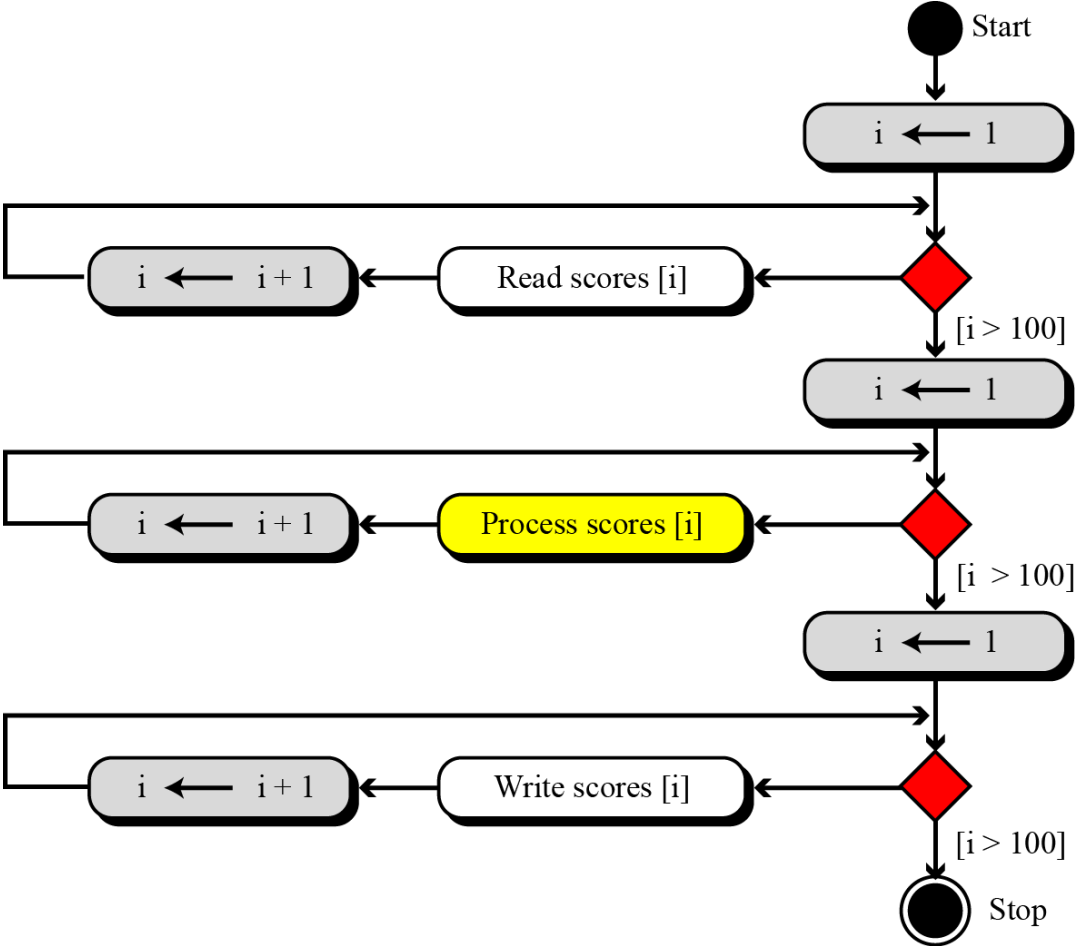 Start
i ← 1
i ← i + 1
Read scores [i]
[i > 100]
i ← 1
i ← i + 1
Process scores [i]
[i > 100]
i ← 1
i ← i + 1
Write scores [i]
[i > 100]
Stop